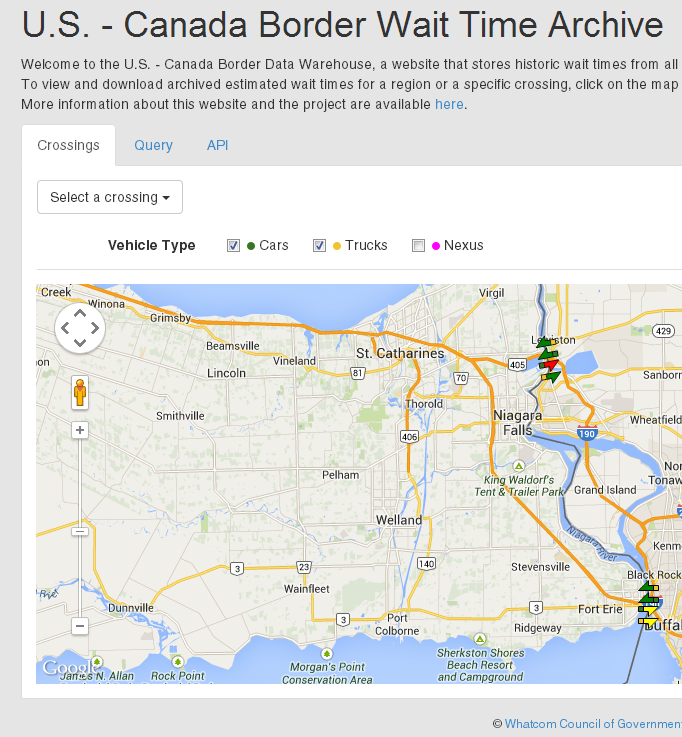 U.S. - Canada Border Wait Time Archive
Welcome to the U.S. - Canada Border Data Warehouse, a website that stores historic wait times from all
To view and download archived estimated wait times for a region or a specific crossing, click on the map
More information about this website and the project are available here.
Crossings Query API
Select a crossing
Vehicle Type Cars Trucks Nexus
Creek
Virgil
Winona
Grimsby
Beamsville
Vineland
St. Catharines
Lewiston
429
405
Lincoln
81
70
Sanborn
Smithville
Thorold
Niagara
Falls
Wheatfield
406
190
Pelham
King Waldorf's
Tent & Trailer Park
Grand Island
Nor
Tonaw
Welland
Niagara River
Kenm
3
23
140
Stevensville
Black Rock
Wainfleet
Dunnville
3
Port
Colborne
3
Fort Erie
Ridgeway
Buffal
Google
James N. Allan
Rock Point
Morgan's Point
Conservation Area
Sherkston Shores
Beach Resort
and Campground
© Whatcom Council of Governmen